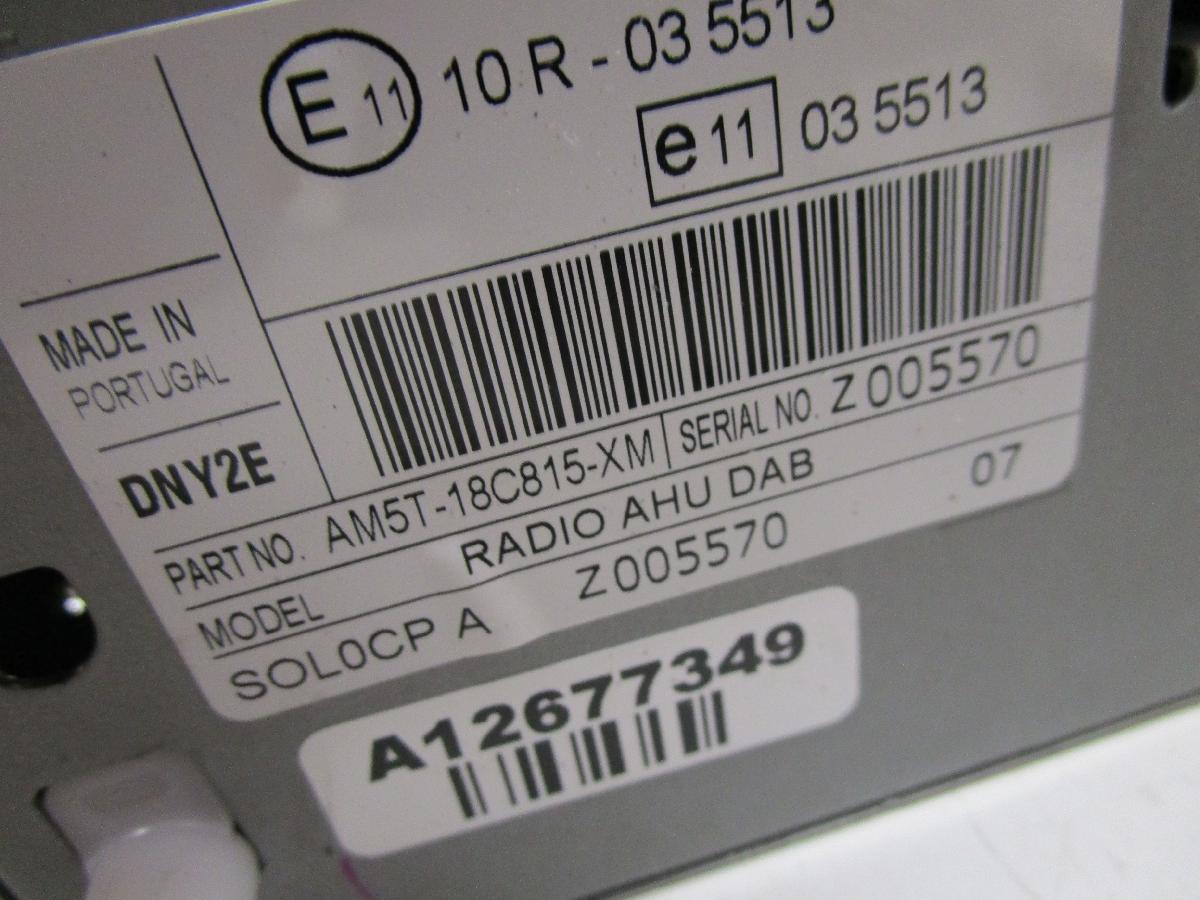 E 11 10 R - 03 5513
e 11 03 5513
MADE IN
PORTUGAL
DNY2E
PART NO. AM5T-18C815-XM SERIAL NO. Z005570
MODEL RADIO AHU DAB
SOL0CP A Z005570 07
A12677349